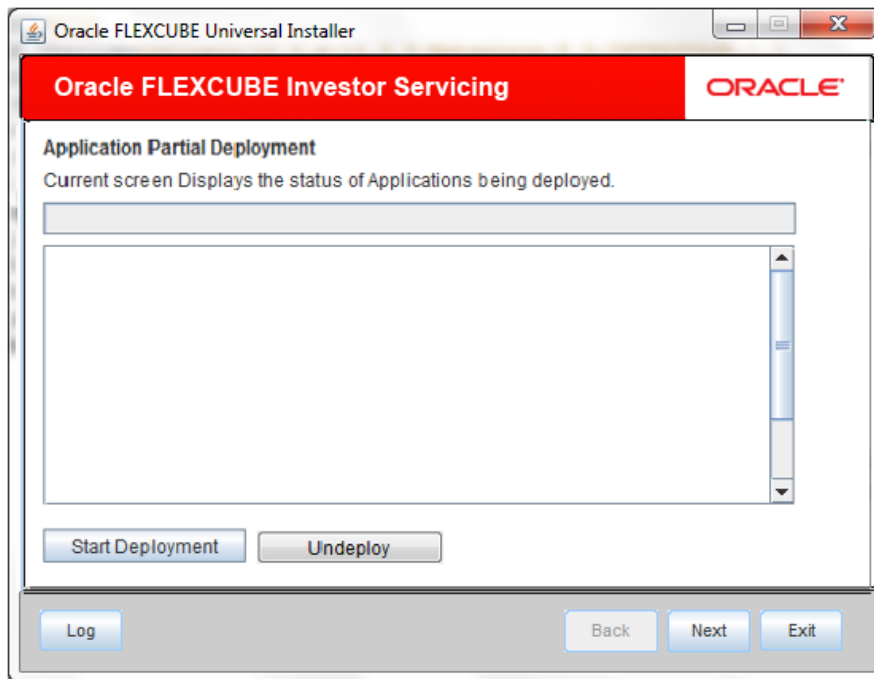 Oracle FLEXCUBE Universal Installer
Oracle FLEXCUBE Investor Servicing
ORACLE
Application Partial Deployment
Current screen Displays the status of Applications being deployed.
Start Deployment Undeploy
Log Back Next Exit